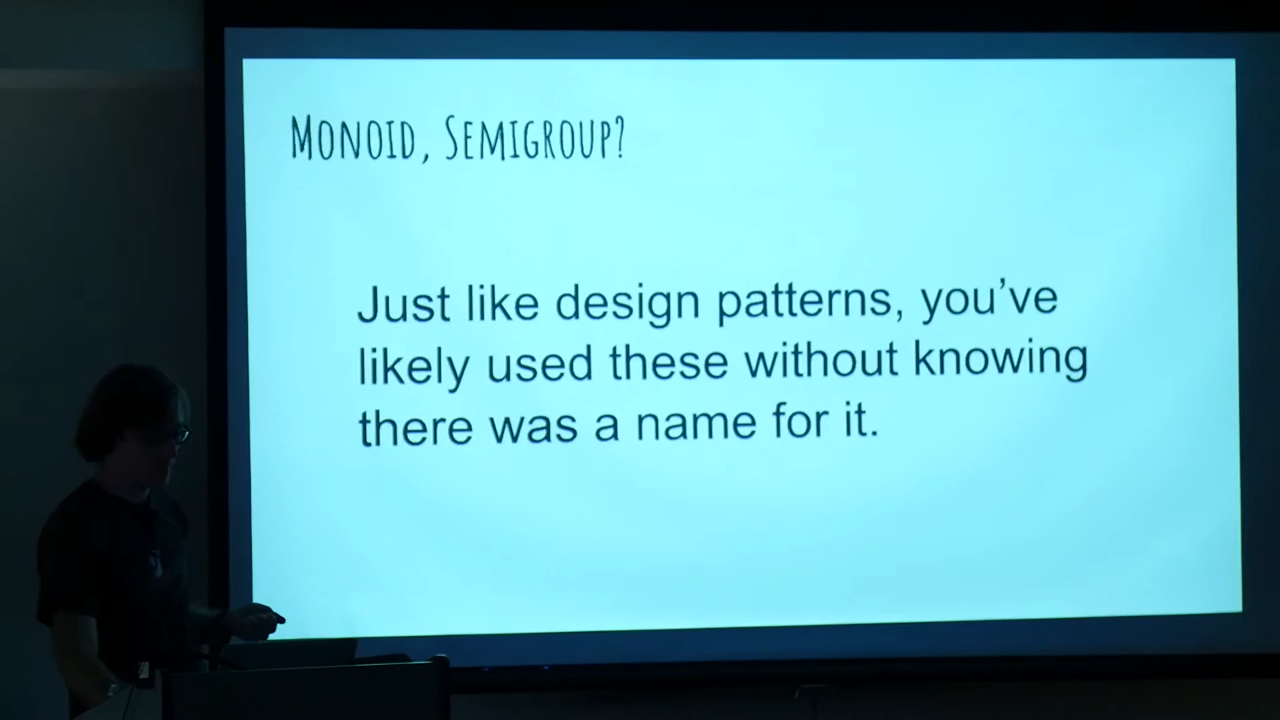 MONOID, SEMIGROUP?
Just like design patterns, you’ve
likely used these without knowing
there was a name for it.